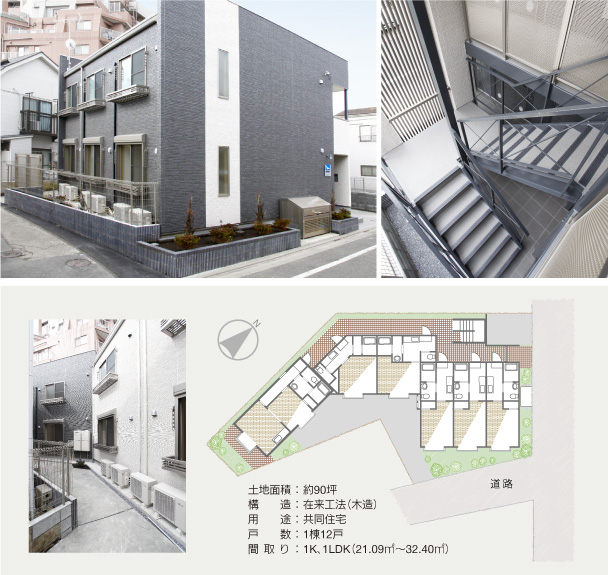 N
道路
土地面積：約90坪
構造：在来工法(木造)
用途：共同住宅
戸数：1棟12戸
間取り：1K、1LDK(21.09㎡〜32.40㎡)